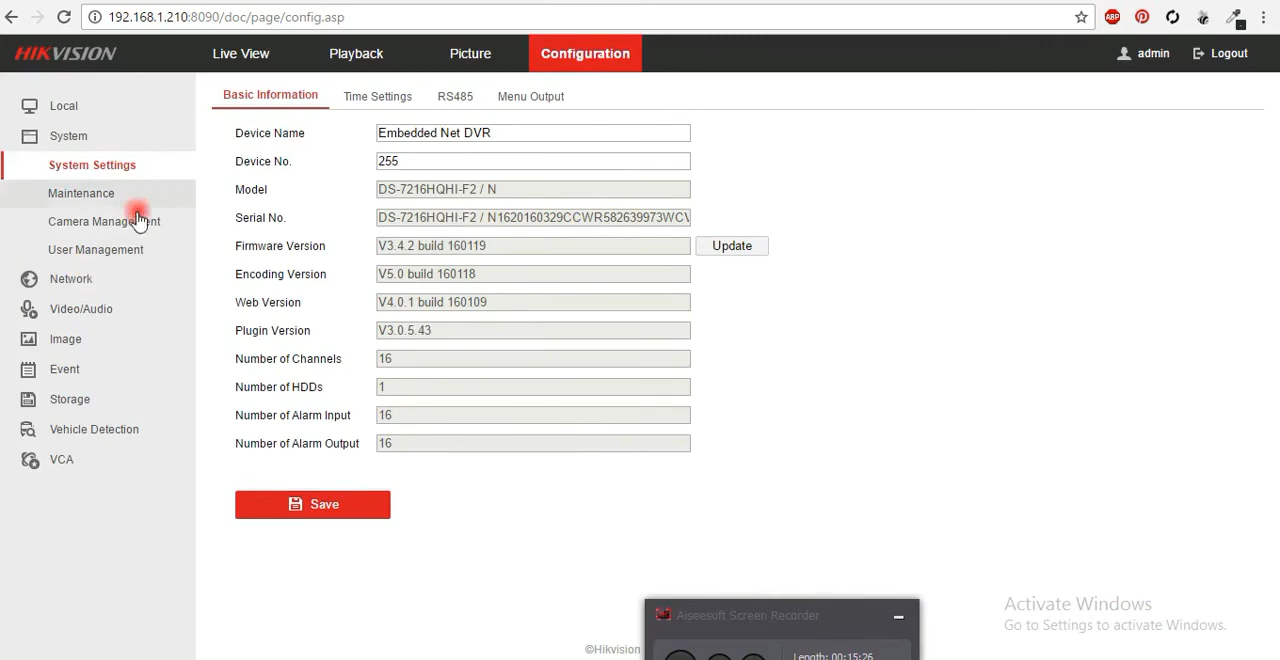 192.168.1.210:8090/doc/page/config.asp
ABP
HIKVISION
Live View
Playback
Picture
Configuration
admin
Logout
Local
System
System Settings
Maintenance
Camera Management
User Management
Network
Video/Audio
Image
Event
Storage
Vehicle Detection
VCA
Basic Information
Time Settings
RS485
Menu Output
Device Name
Embedded Net DVR
Device No.
255
Model
DS-7216HQHI-F2 / N
Serial No.
DS-7216HQHI-F2 / N1620160329CCWR582639973WCV
Firmware Version
V3.4.2 build 160119
Update
Encoding Version
V5.0 build 160118
Web Version
V4.0.1 build 160109
Plugin Version
V3.0.5.43
Number of Channels
16
Number of HDDs
1
Number of Alarm Input
16
Number of Alarm Output
16
Save
©Hikvision
Aiseesoft Screen Recorder
Length: 00:15:26
Activate Windows
Go to Settings to activate Windows.